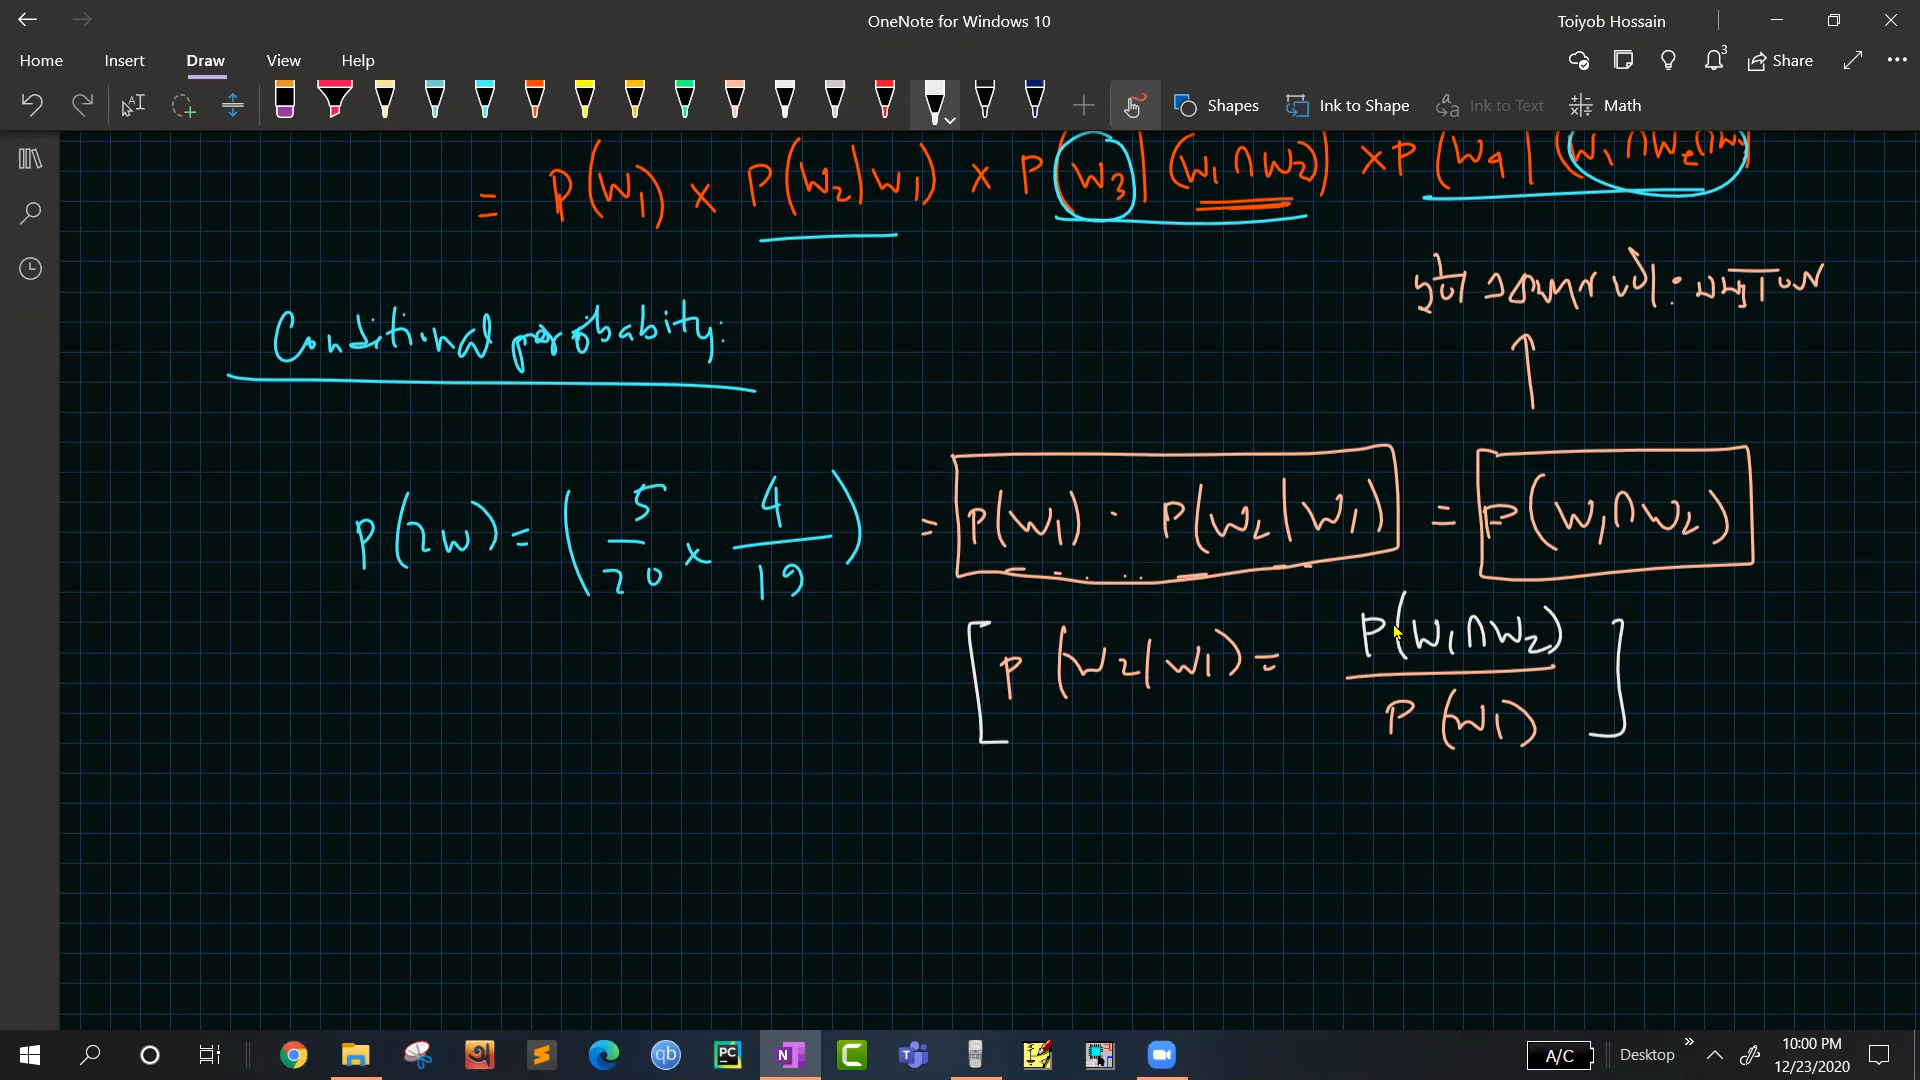 OneNote for Windows 10
Toiyob Hossain
Home Insert Draw View Help
3
Share
Shapes Ink to Shape Ink to Text Math
= P(W1) × P(W2|W1) × P(W3|(W1∩W2)) × P(W4|(W1∩W2∩W
Conditional probabity:
P(2W) = (5/20 × 4/19) = P(W1) · P(W2|W1) = P(W1∩W2)
[P(W2|W1) = P(W1∩W2)/P(W1)]
A/C
Desktop
10:00 PM
12/23/2020